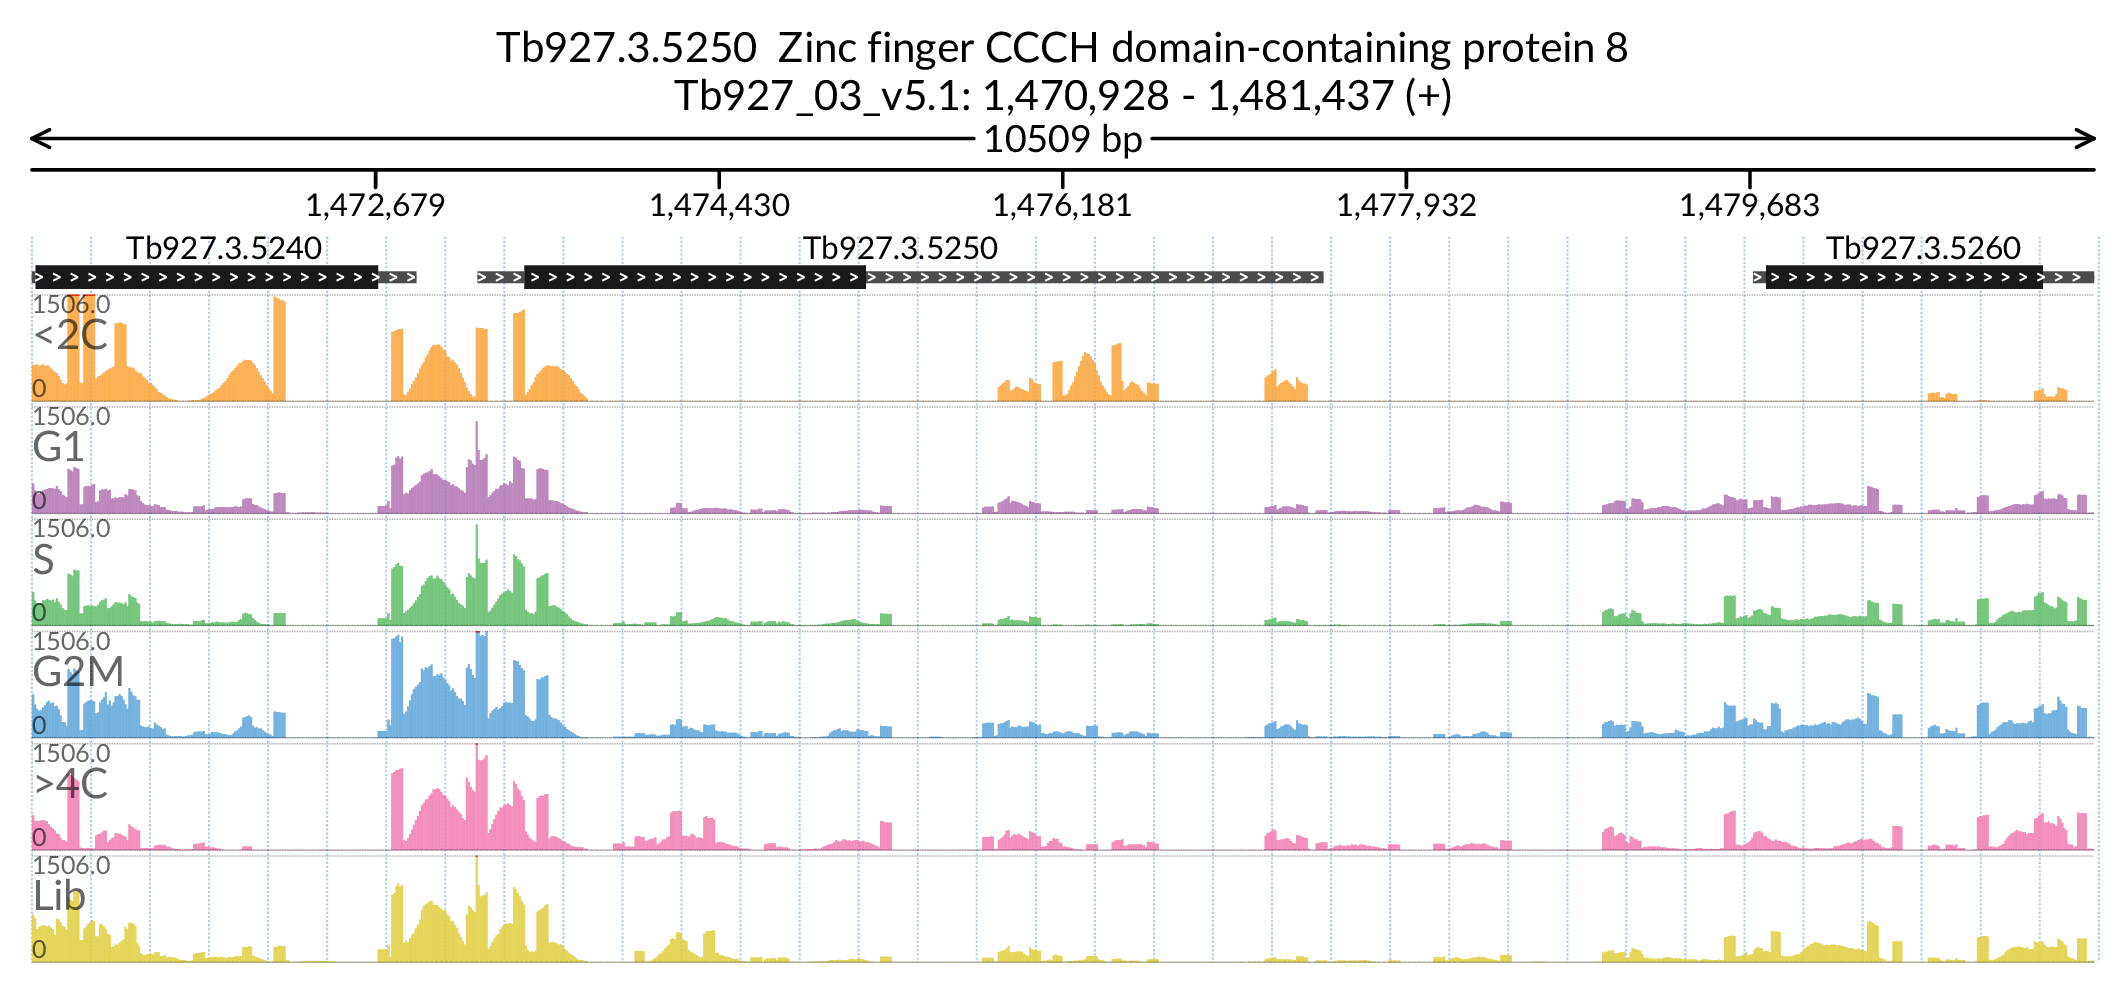 Tb927.3.5250  Zinc finger CCCH domain-containing protein 8
Tb927_03_v5.1: 1,470,928 - 1,481,437 (+)
10509 bp
1,472,679 1,474,430 1,476,181 1,477,932 1,479,683
Tb927.3.5240 Tb927.3.5250 Tb927.3.5260
1506.0
<2C
0
1506.0
G1
0
1506.0
S
0
1506.0
G2M
0
1506.0
>4C
0
1506.0
Lib
0